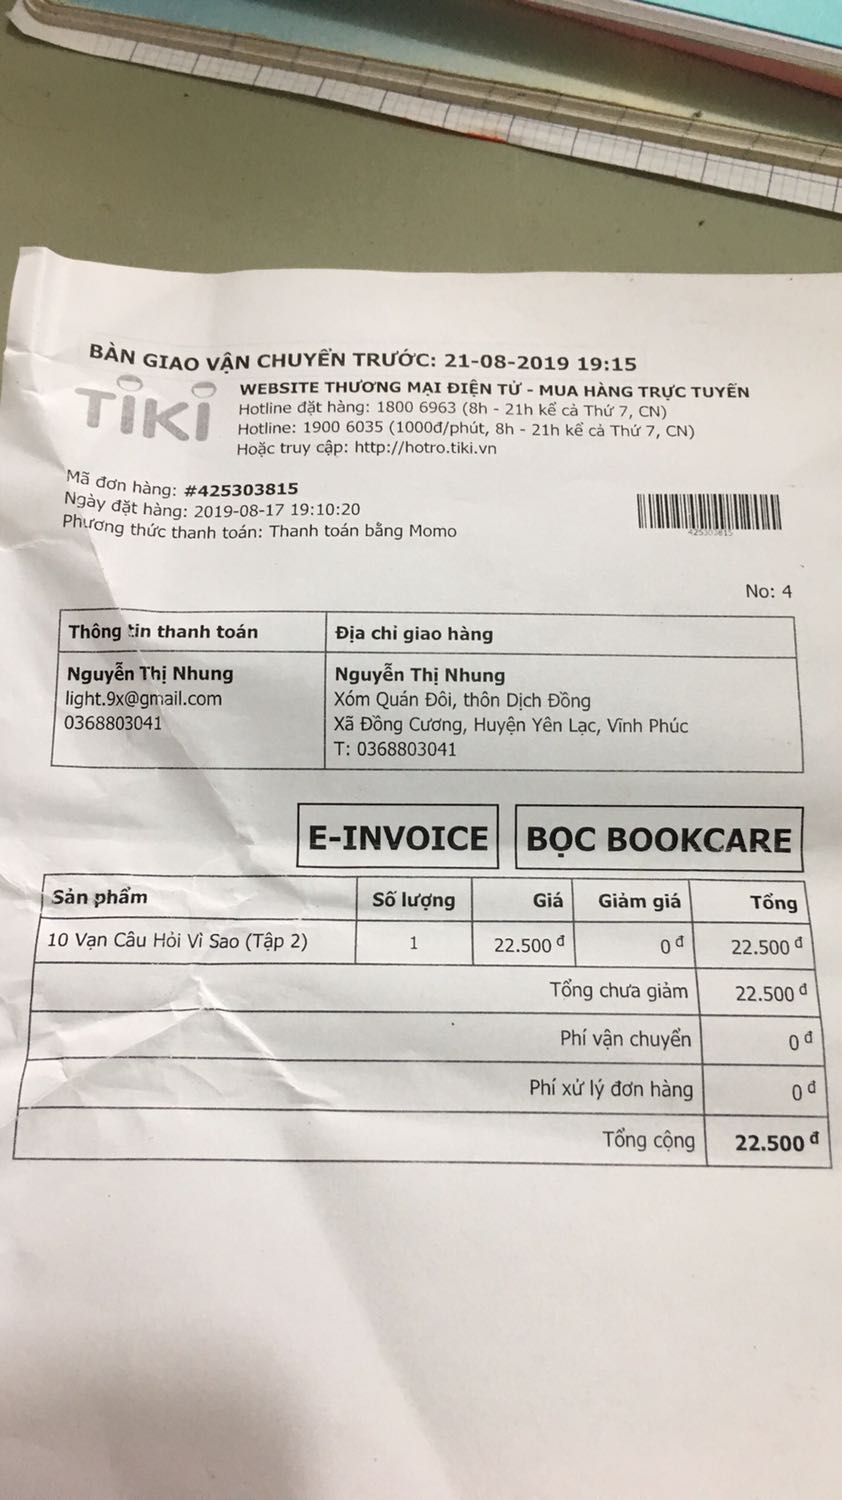 BÀN GIAO VẬN CHUYỂN TRƯỚC: 21-08-2019 19:15
TiKi
WEBSITE THƯƠNG MẠI ĐIỆN TỬ - MUA HÀNG TRỰC TUYẾN
Hotline đặt hàng: 1800 6963 (8h - 21h kể cả Thứ 7, CN)
Hotline: 1900 6035 (1000đ/phút, 8h - 21h kể cả Thứ 7, CN)
Hoặc truy cập: http://hotro.tiki.vn
Mã đơn hàng: #425303815
Ngày đặt hàng: 2019-08-17 19:10:20
Phương thức thanh toán: Thanh toán bằng Momo
425303815
No: 4
Thông tin thanh toán Địa chỉ giao hàng
Nguyễn Thị Nhung Nguyễn Thị Nhung
light.9x@gmail.com Xóm Quán Đôi, thôn Dịch Đồng
0368803041 Xã Đồng Cương, Huyện Yên Lạc, Vĩnh Phúc
T: 0368803041
E-INVOICE BỌC BOOKCARE
Sản phẩm Số lượng Giá Giảm giá Tổng
10 Vạn Câu Hỏi Vì Sao (Tập 2) 1 22.500 đ 0 đ 22.500 đ
Tổng chưa giảm 22.500 đ
Phí vận chuyển 0 đ
Phí xử lý đơn hàng 0 đ
Tổng cộng 22.500 đ